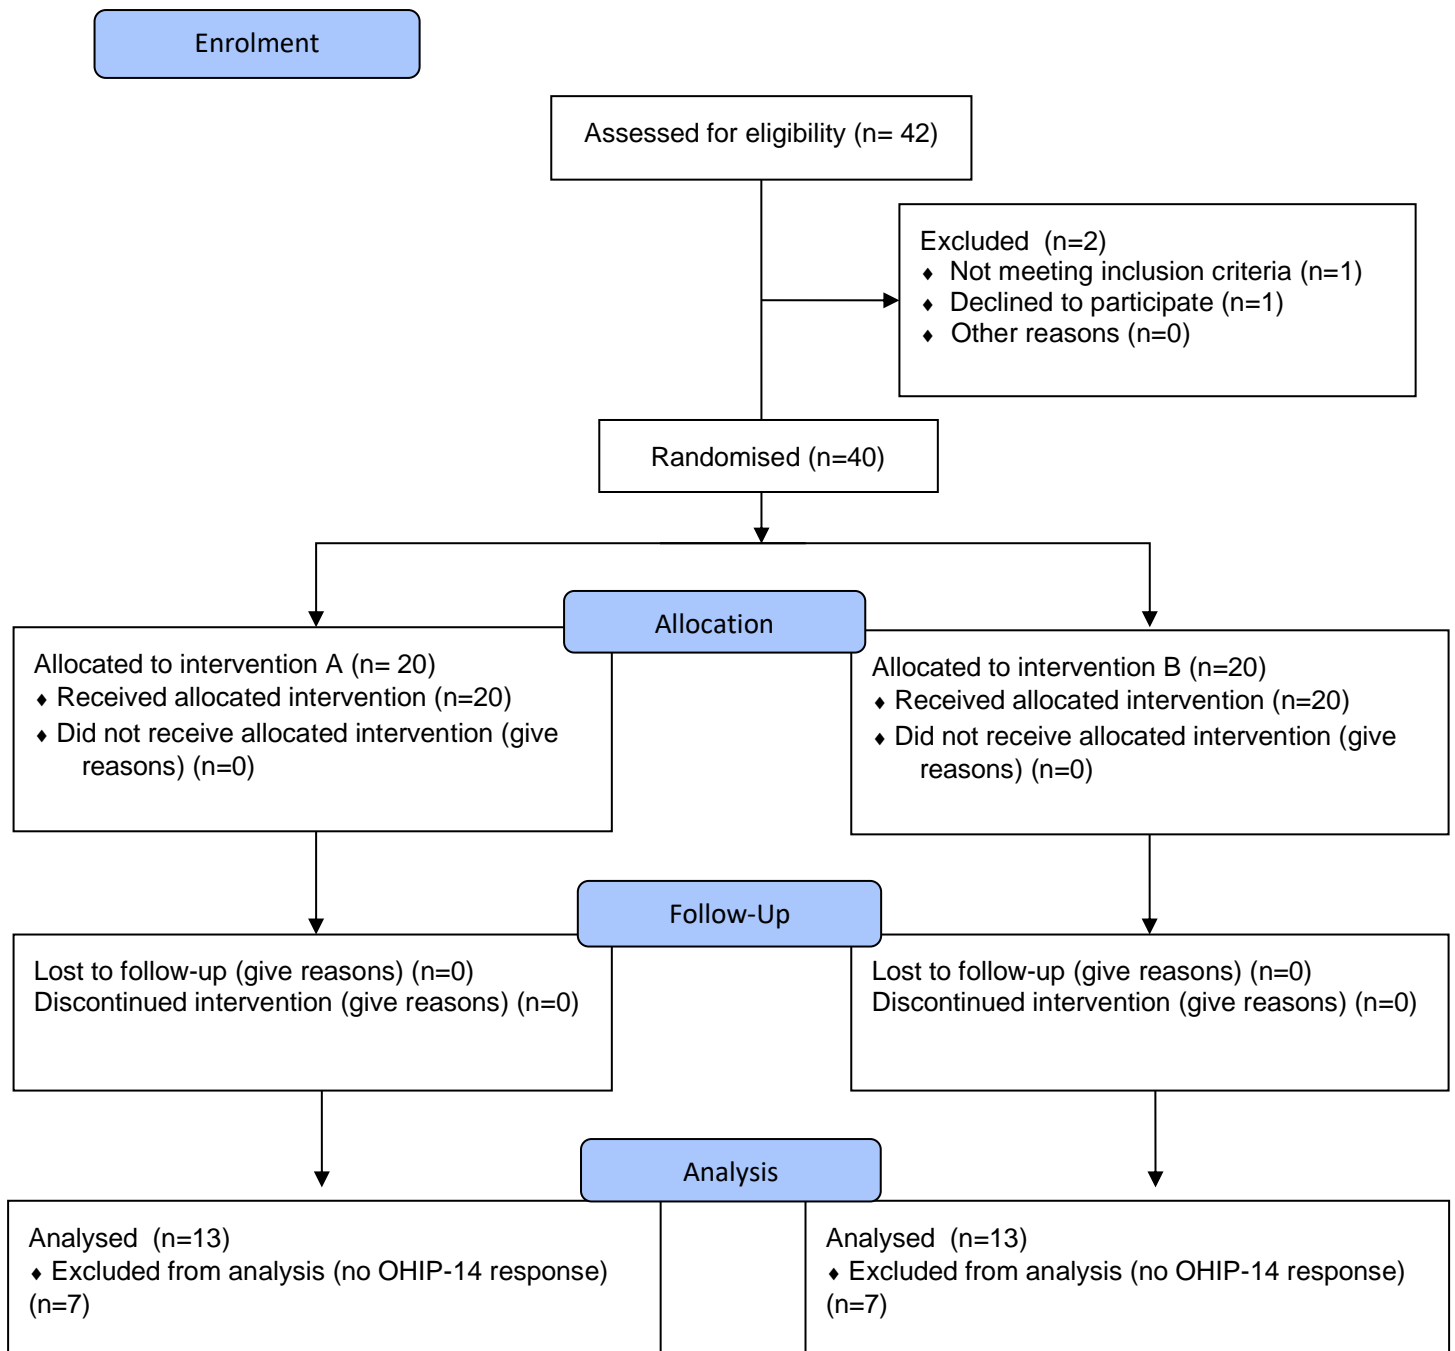 Enrolment
Assessed for eligibility (n= 42)
Excluded (n=2)
♦ Not meeting inclusion criteria (n=1)
♦ Declined to participate (n=1)
♦ Other reasons (n=0)
Randomised (n=40)
Allocation
Allocated to intervention A (n= 20)
♦ Received allocated intervention (n=20)
♦ Did not receive allocated intervention (give
reasons) (n=0)
Allocated to intervention B (n=20)
♦ Received allocated intervention (n=20)
♦ Did not receive allocated intervention (give
reasons) (n=0)
Follow-Up
Lost to follow-up (give reasons) (n=0)
Discontinued intervention (give reasons) (n=0)
Lost to follow-up (give reasons) (n=0)
Discontinued intervention (give reasons) (n=0)
Analysis
Analysed (n=13)
♦ Excluded from analysis (no OHIP-14 response)
(n=7)
Analysed (n=13)
♦ Excluded from analysis (no OHIP-14 response)
(n=7)